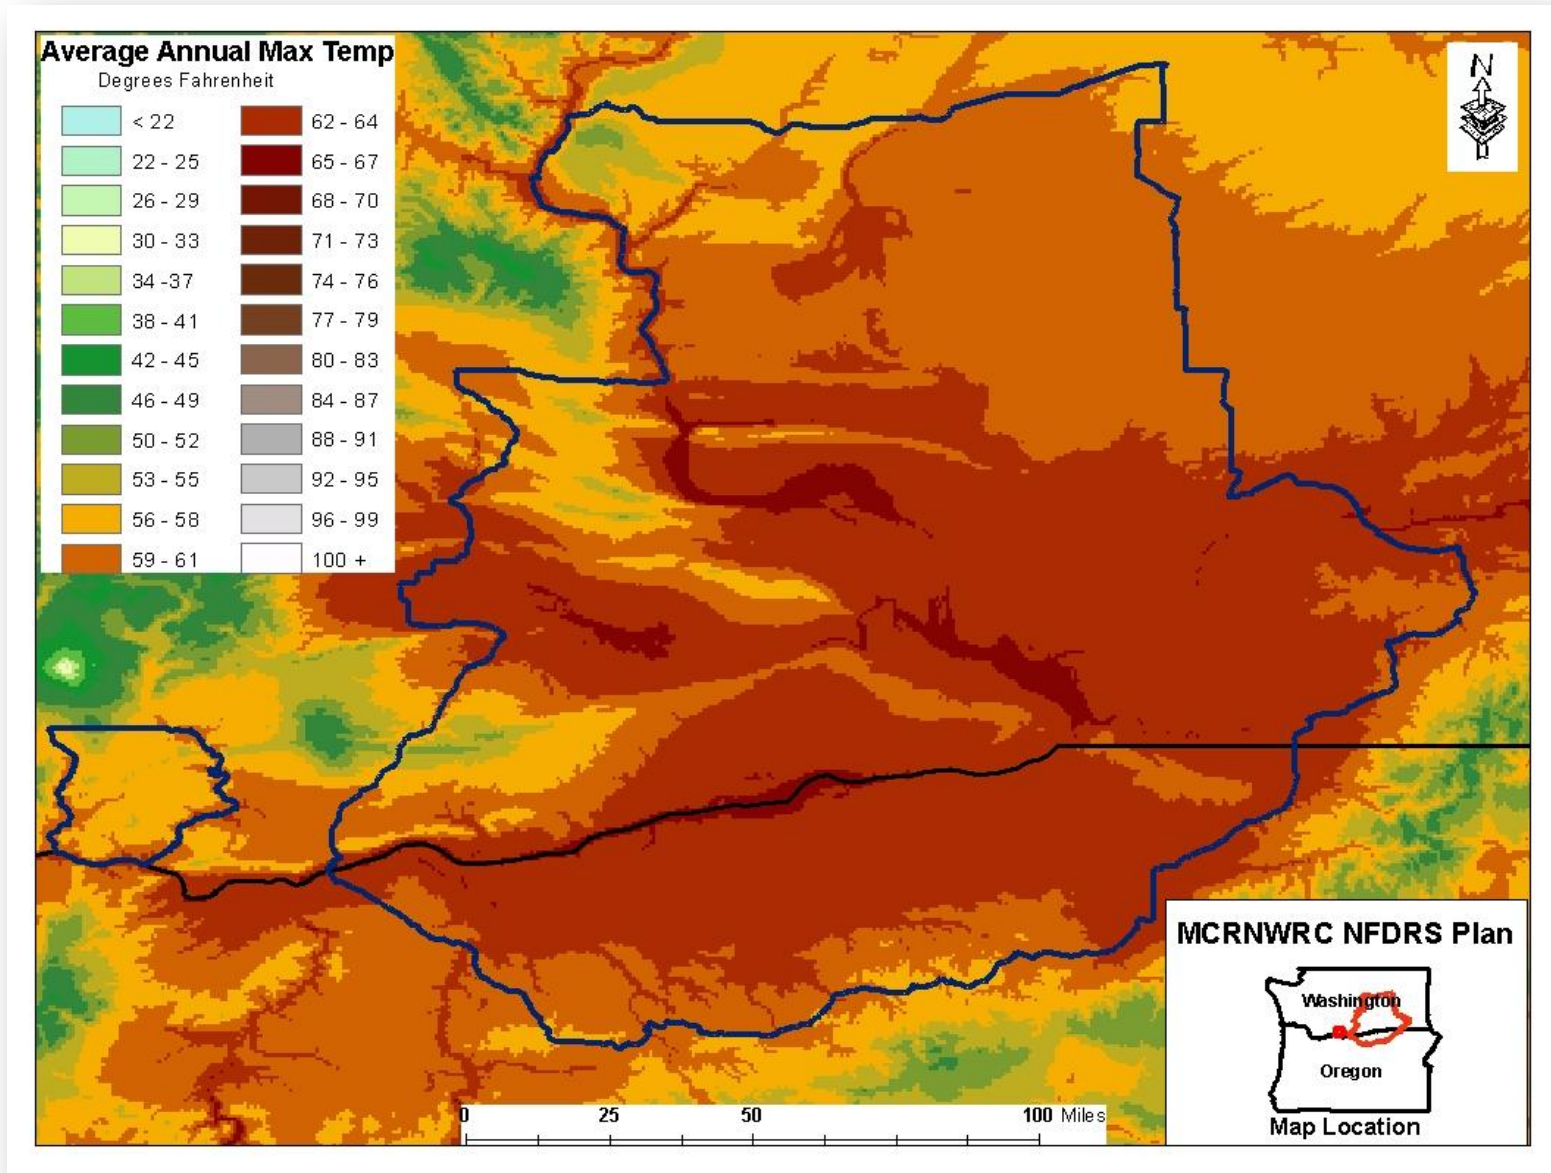 Average Annual Max Temp
Degrees Fahrenheit
< 22
22 - 25
26 - 29
30 - 33
34 -37
38 - 41
42 - 45
46 - 49
50 - 52
53 - 55
56 - 58
59 - 61
62 - 64
65 - 67
68 - 70
71 - 73
74 - 76
77 - 79
80 - 83
84 - 87
88 - 91
92 - 95
96 - 99
100 +
N
MCRNWRC NFDRS Plan
Washington
Oregon
Map Location
0 25 50 100 Miles